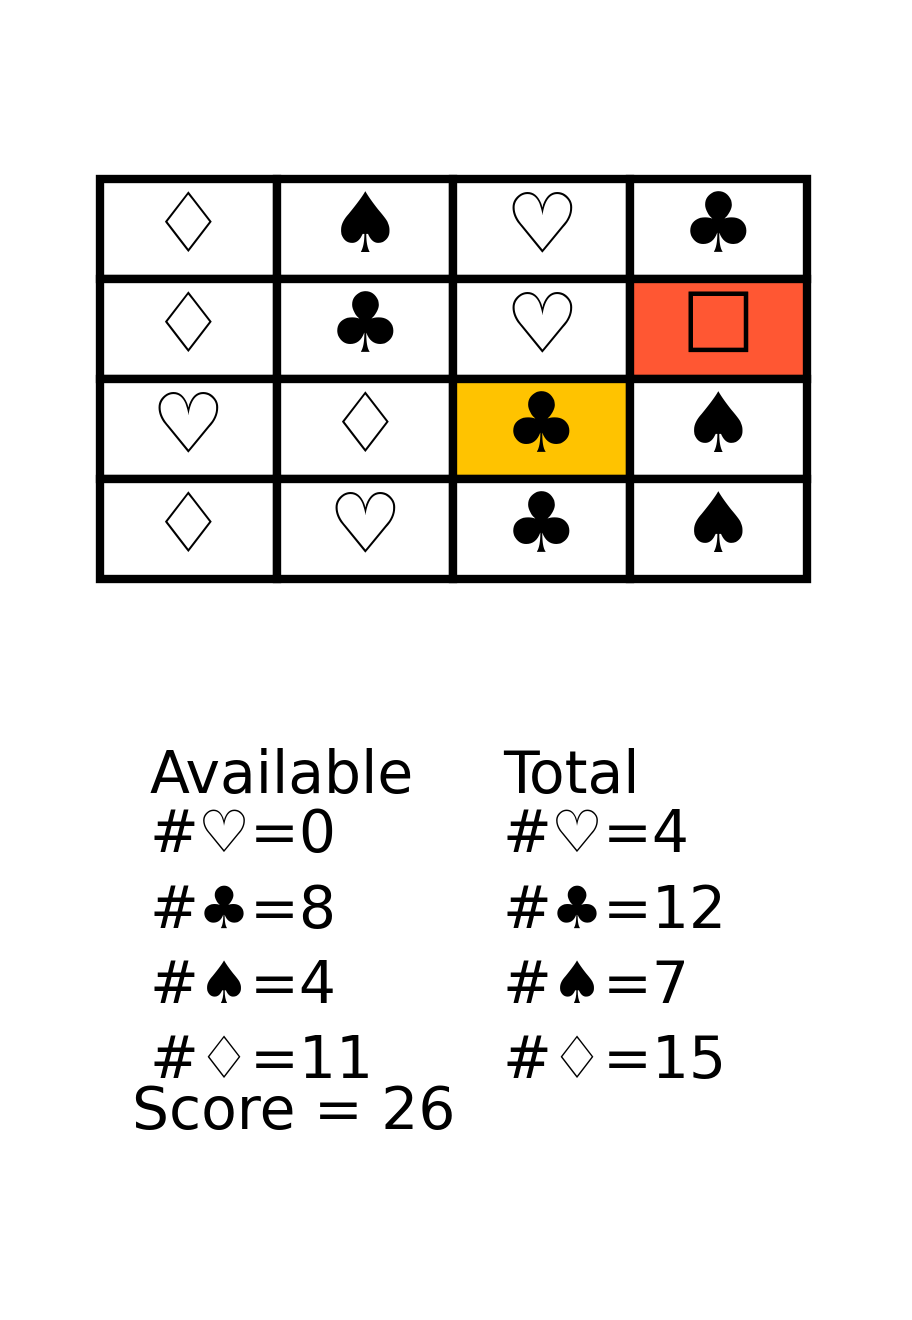 ♢ ♠ ♡ ♣
♢ ♣ ♡ □
♡ ♢ ♣ ♠
♢ ♡ ♣ ♠
Available Total
#♡=0 #♡=4
#♣=8 #♣=12
#♠=4 #♠=7
#♢=11 #♢=15
Score = 26